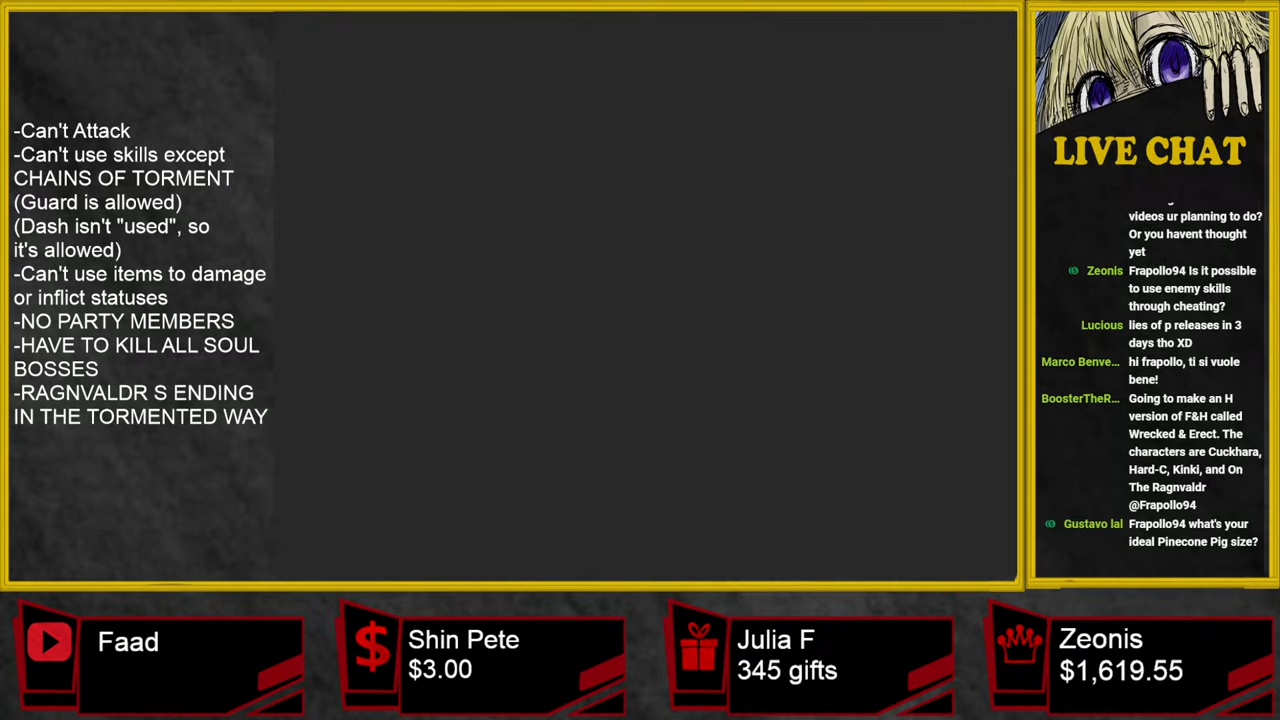 -Can't Attack
-Can't use skills except
CHAINS OF TORMENT
(Guard is allowed)
(Dash isn't "used", so
it's allowed)
-Can't use items to damage
or inflict statuses
-NO PARTY MEMBERS
-HAVE TO KILL ALL SOUL
BOSSES
-RAGNVALDR S ENDING
IN THE TORMENTED WAY
LIVE CHAT
videos ur planning to do?
Or you havent thought
yet
Zeonis Frapollo94 Is it possible
to use enemy skills
through cheating?
Lucious lies of p releases in 3
days tho XD
Marco Benve... hi frapollo, ti si vuole
bene!
BoosterTheR... Going to make an H
version of F&H called
Wrecked & Erect. The
characters are Cuckhara,
Hard-C, Kinki, and On
The Ragnvaldr
@Frapollo94
Gustavo lal Frapollo94 what's your
ideal Pinecone Pig size?
Faad
$
Shin Pete
$3.00
Julia F
345 gifts
Zeonis
$1,619.55